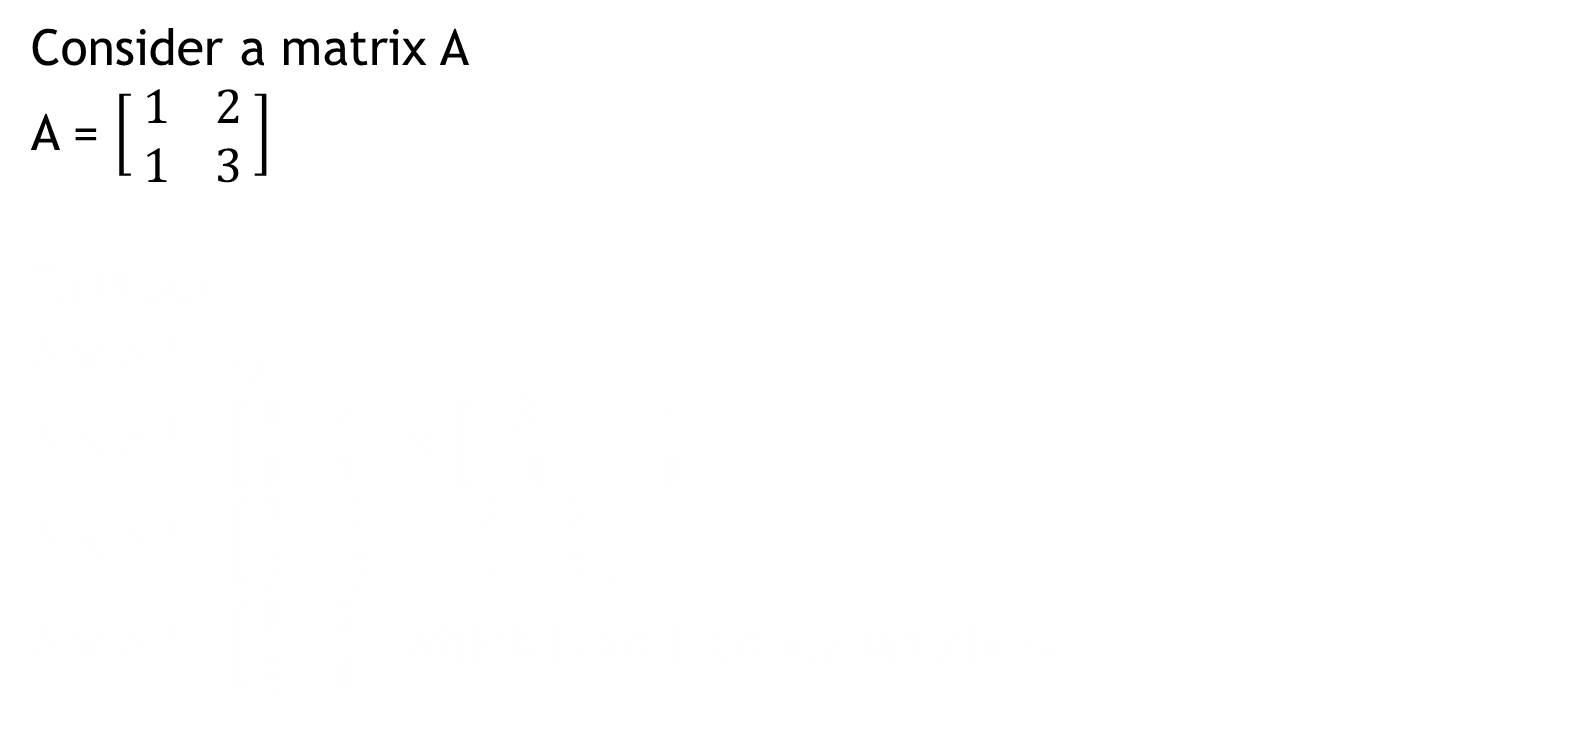 Consider a matrix A
A = [1 2
1 3]